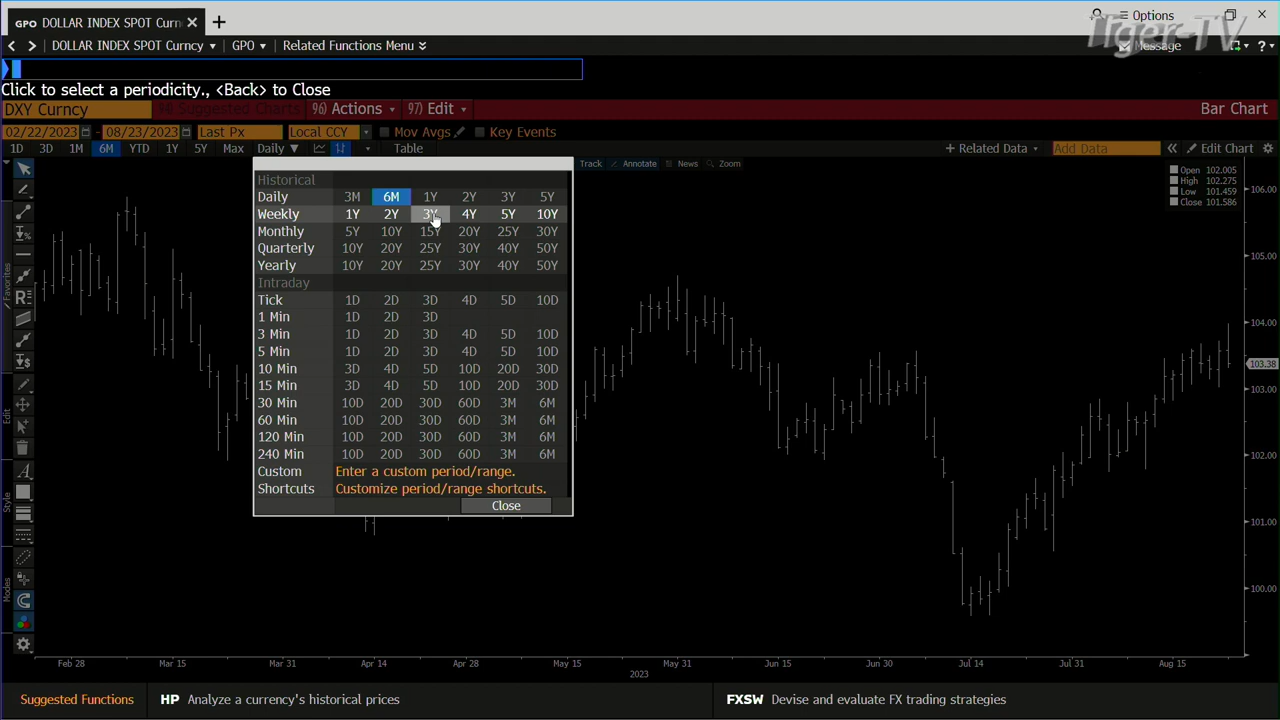 GPO DOLLAR INDEX SPOT Curn
Options
Tiger-TV
DOLLAR INDEX SPOT Curncy GPO Related Functions Menu
Message
Click to select a periodicity., <Back> to Close
DXY Curncy 94) Suggested Charts 96) Actions 97) Edit Bar Chart
02/22/2023 - 08/23/2023 Last Px Local CCY Mov Avgs Key Events
1D 3D 1M 6M YTD 1Y 5Y Max Daily Table + Related Data Add Data Edit Chart
Track Annotate News Zoom
Historical
Daily 3M 6M 1Y 2Y 3Y 5Y
Weekly 1Y 2Y 3Y 4Y 5Y 10Y
Monthly 5Y 10Y 15Y 20Y 25Y 30Y
Quarterly 10Y 20Y 25Y 30Y 40Y 50Y
Yearly 10Y 20Y 25Y 30Y 40Y 50Y
Intraday
Tick 1D 2D 3D 4D 5D 10D
1 Min 1D 2D 3D
3 Min 1D 2D 3D 4D 5D 10D
5 Min 1D 2D 3D 4D 5D 10D
10 Min 3D 4D 5D 10D 20D 30D
15 Min 3D 4D 5D 10D 20D 30D
30 Min 10D 20D 30D 60D 3M 6M
60 Min 10D 20D 30D 60D 3M 6M
120 Min 10D 20D 30D 60D 3M 6M
240 Min 10D 20D 30D 60D 3M 6M
Custom Enter a custom period/range.
Shortcuts Customize period/range shortcuts.
Close
Open 102.005
High 102.275
Low 101.459
Close 101.586
106.00
105.00
104.00
103.38
103.00
102.00
101.00
100.00
Favorites
Edit
Style
Modes
Feb 28 Mar 15 Mar 31 Apr 14 Apr 28 May 15 May 31 Jun 15 Jun 30 Jul 14 Jul 31 Aug 15
2023
Suggested Functions HP Analyze a currency's historical prices FXSW Devise and evaluate FX trading strategies